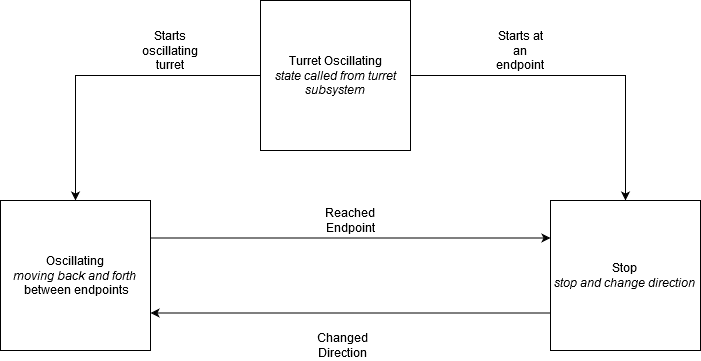 Starts
oscillating
turret
Turret Oscillating
state called from turret
subsystem
Starts at
an
endpoint
Oscillating
moving back and forth
between endpoints
Reached
Endpoint
Stop
stop and change direction
Changed
Direction